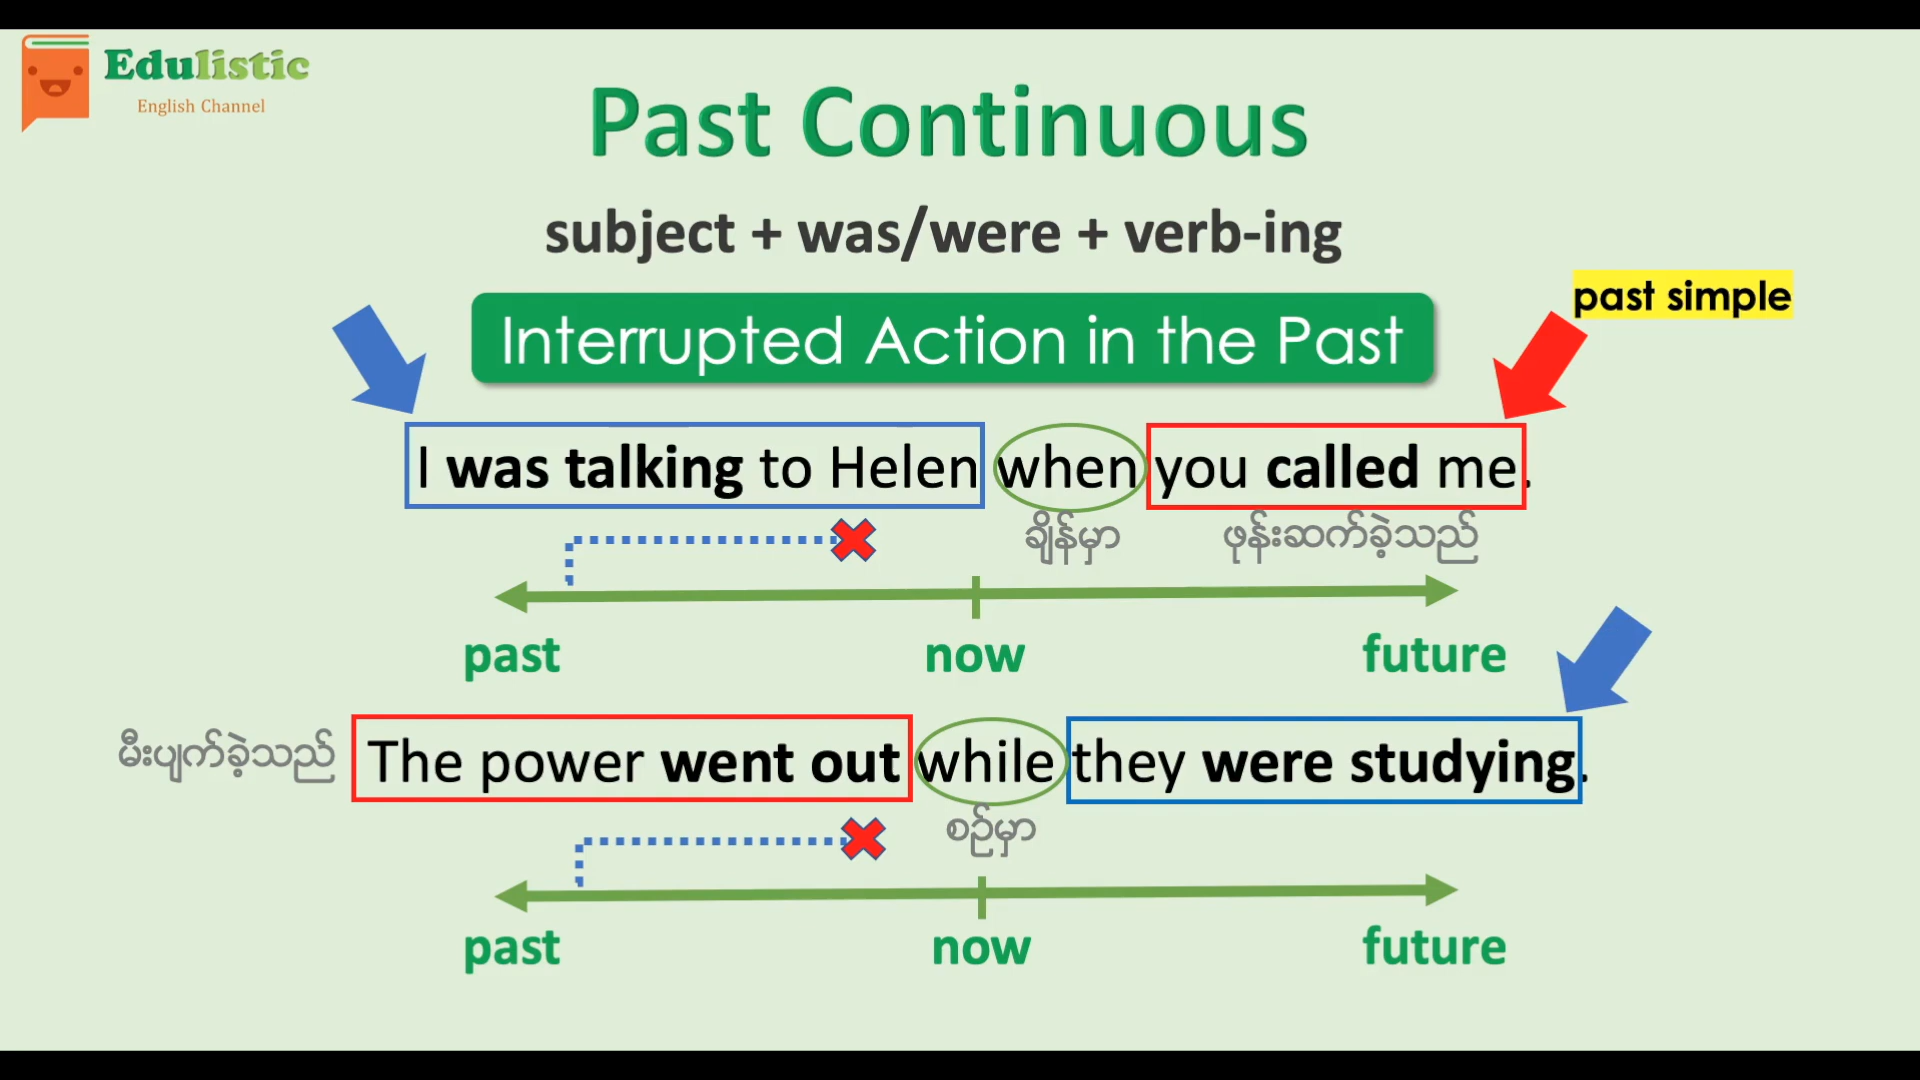 Edulistic
English Channel
Past Continuous
subject + was/were + verb-ing
past simple
Interrupted Action in the Past
I was talking to Helen when you called me.
ချိန်မှာ ဖုန်းဆက်ခဲ့သည်
past now future
မီးပျက်ခဲ့သည် The power went out while they were studying.
စဉ်မှာ
past now future